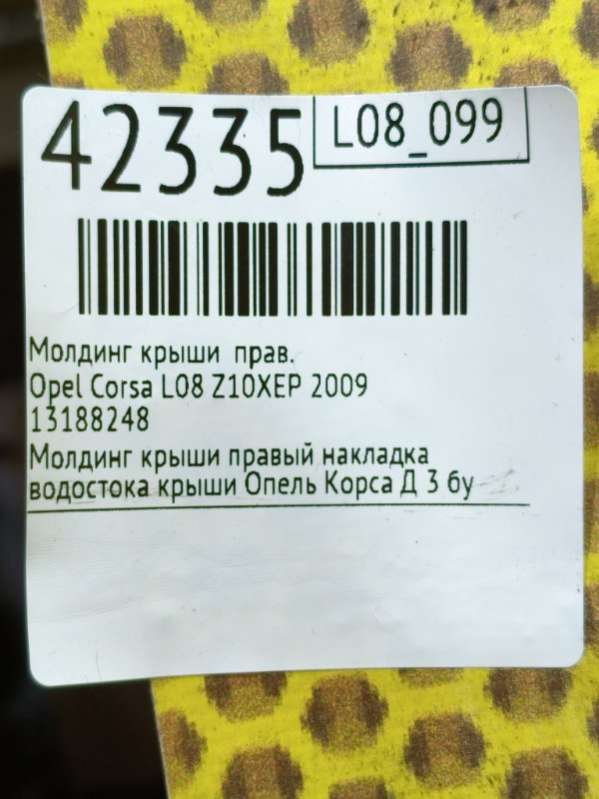 42335
L08_099
Молдинг крыши прав.
Opel Corsa L08 Z10XEP 2009
13188248
Молдинг крыши правый накладка
водостока крыши Опель Корса Д 3 бу